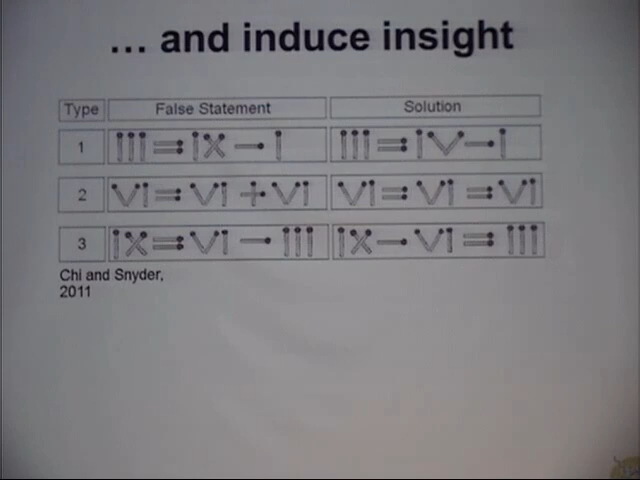 ... and induce insight
Type False Statement Solution
1 III = IX - I III = IV - I
2 VI = VI + VI VI = VI = VI
3 IX = VI - III IX - VI = III
Chi and Snyder,
2011